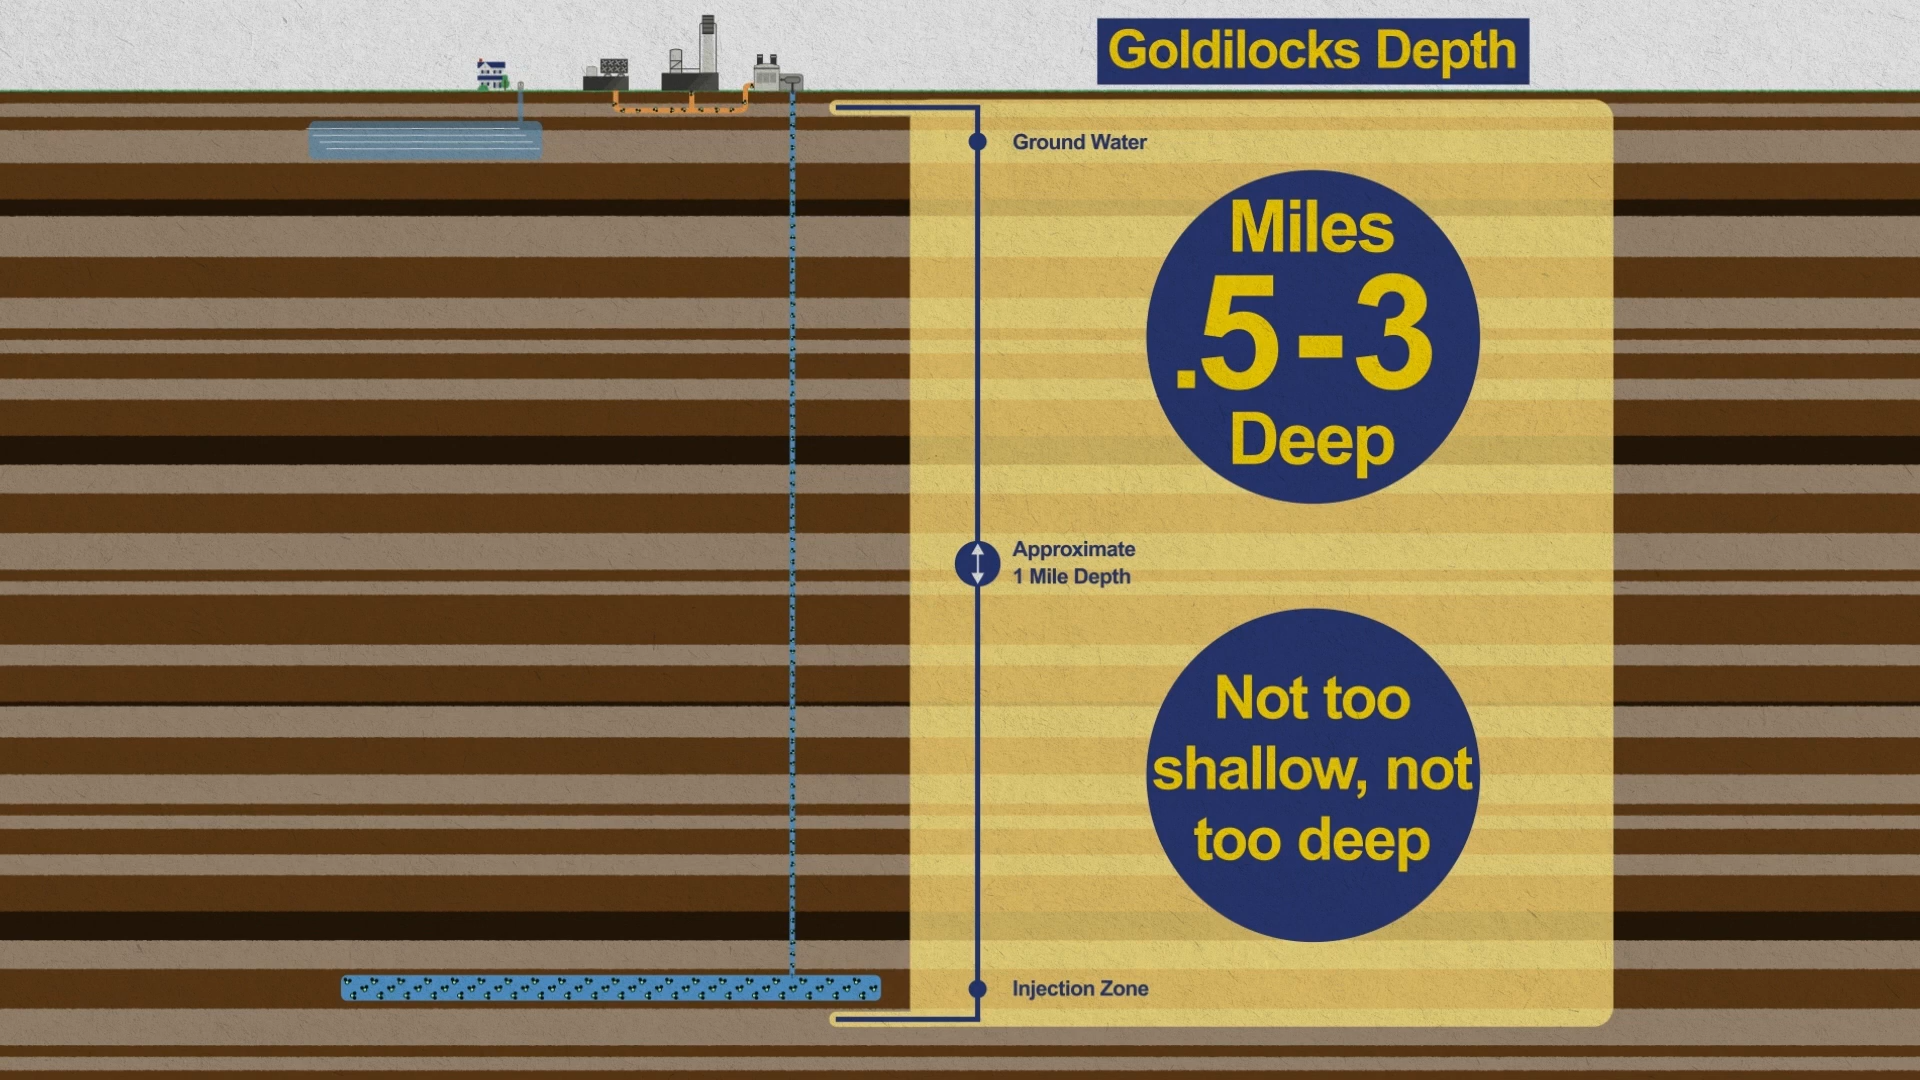 Goldilocks Depth
Ground Water
Miles
.5-3
Deep
Approximate
1 Mile Depth
Not too
shallow, not
too deep
Injection Zone